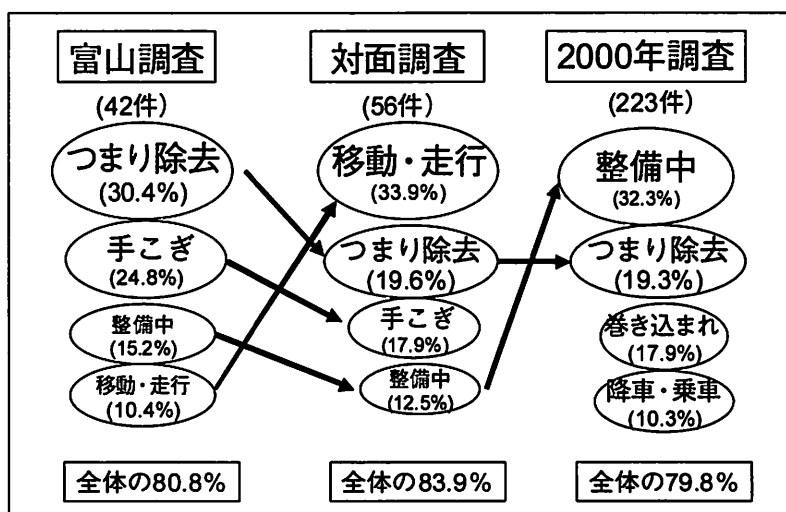 富山調査
(42件)
つまり除去
(30.4%)
手こぎ
(24.8%)
整備中
(15.2%)
移動・走行
(10.4%)
全体の80.8%
対面調査
(56件)
移動・走行
(33.9%)
つまり除去
(19.6%)
手こぎ
(17.9%)
整備中
(12.5%)
全体の83.9%
2000年調査
(223件)
整備中
(32.3%)
つまり除去
(19.3%)
巻き込まれ
(17.9%)
降車・乗車
(10.3%)
全体の79.8%